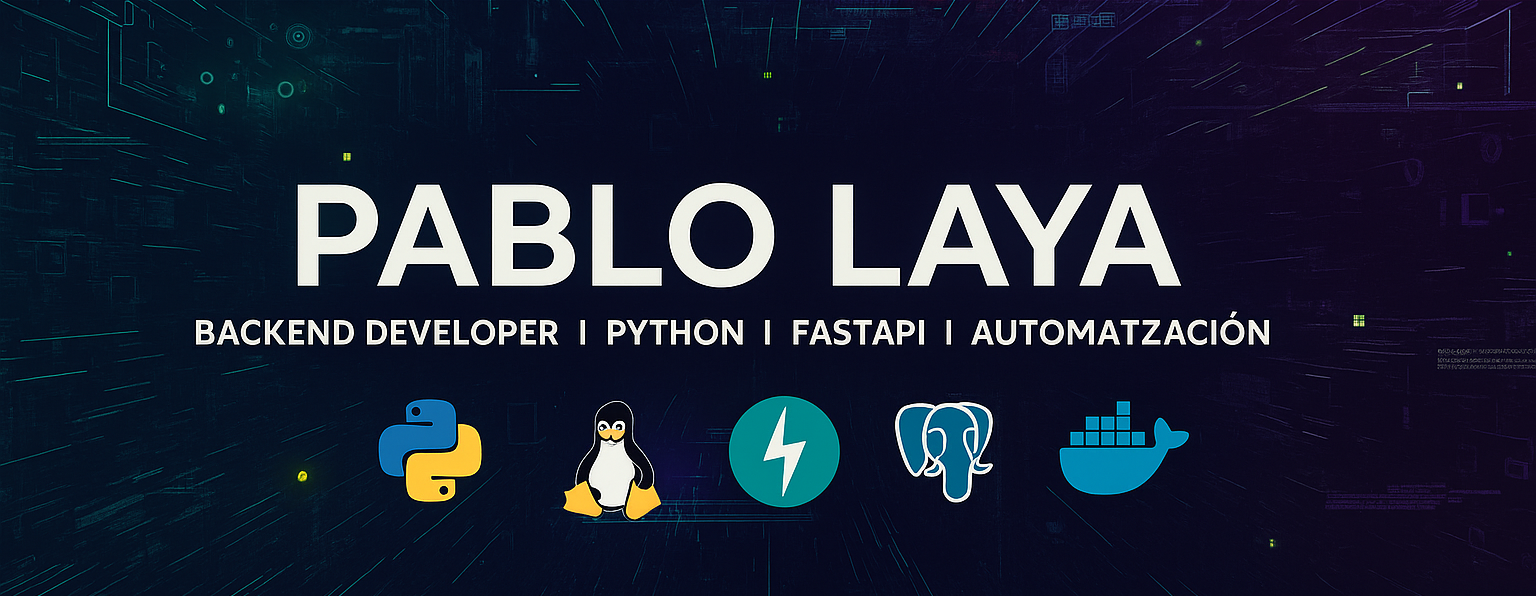 PABLO LAYA
BACKEND DEVELOPER | PYTHON | FASTAPI | AUTOMATZACIÓN